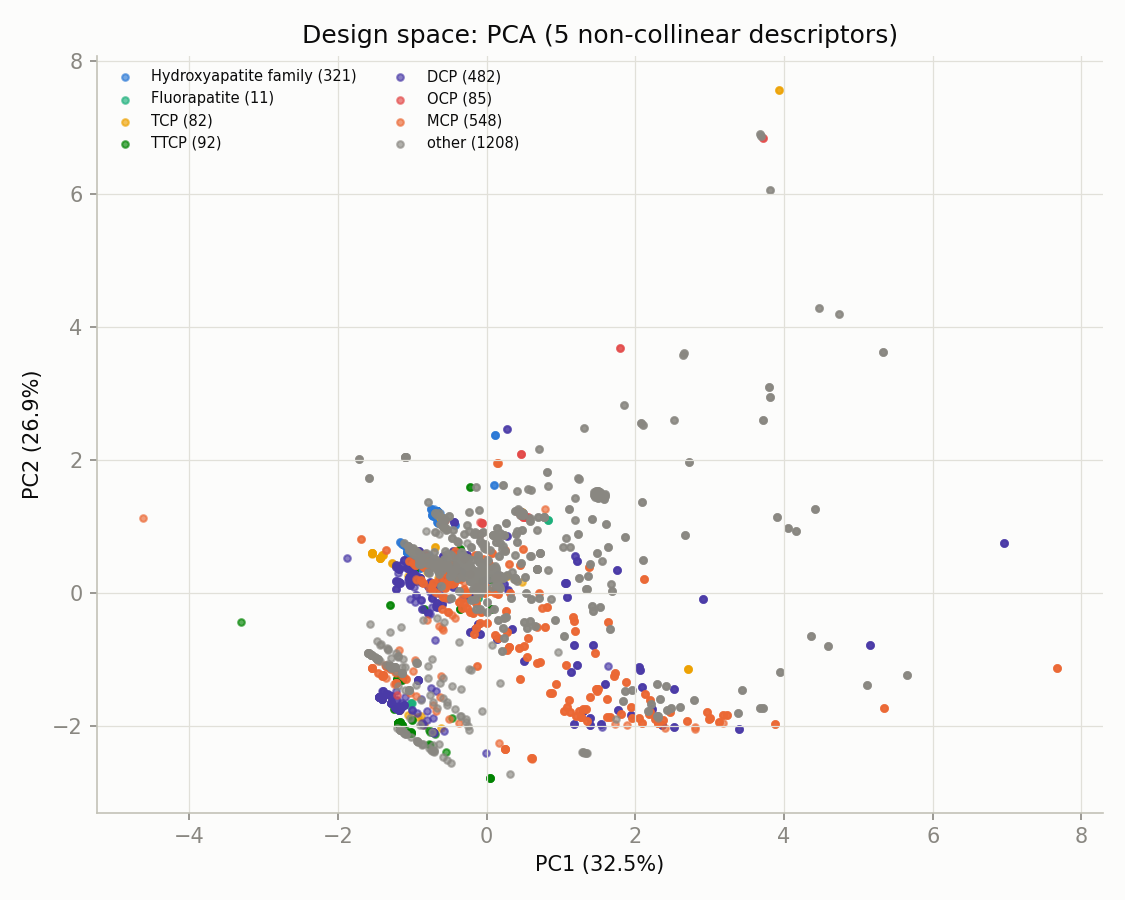 Design space: PCA (5 non-collinear descriptors)
Hydroxyapatite family (321)
Fluorapatite (11)
TCP (82)
TTCP (92)
DCP (482)
OCP (85)
MCP (548)
other (1208)
PC2 (26.9%)
8
6
4
2
0
−2
−4
−2
0
2
4
6
8
PC1 (32.5%)